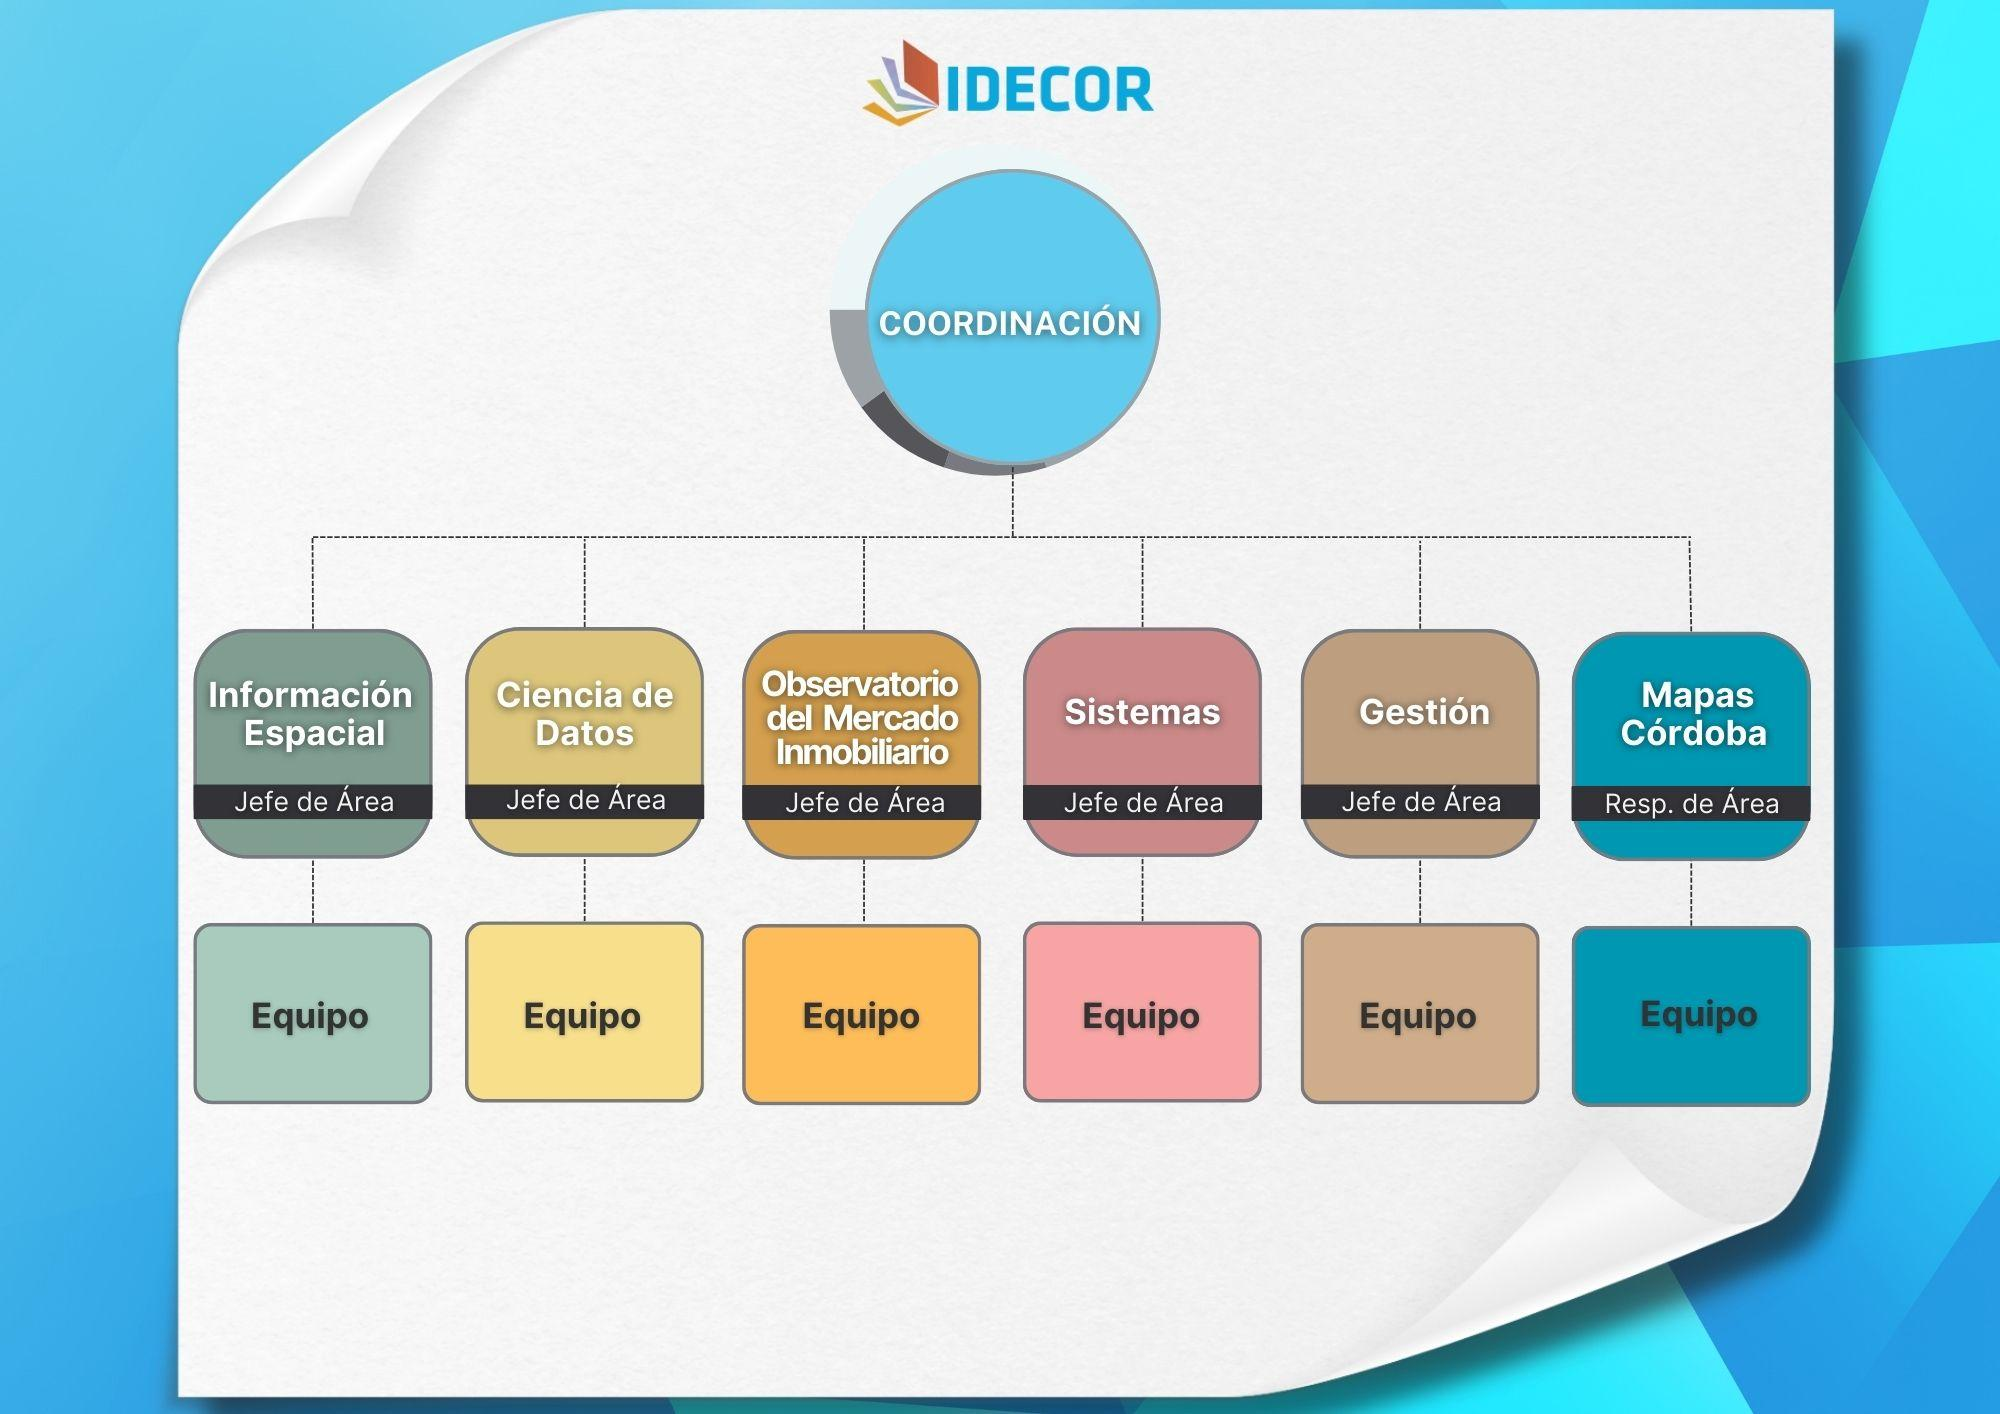 IDECOR
COORDINACIÓN
Información
Espacial
Jefe de Área
Ciencia de
Datos
Jefe de Área
Observatorio
del Mercado
Inmobiliario
Jefe de Área
Sistemas
Jefe de Área
Gestión
Jefe de Área
Mapas
Córdoba
Resp. de Área
Equipo
Equipo
Equipo
Equipo
Equipo
Equipo